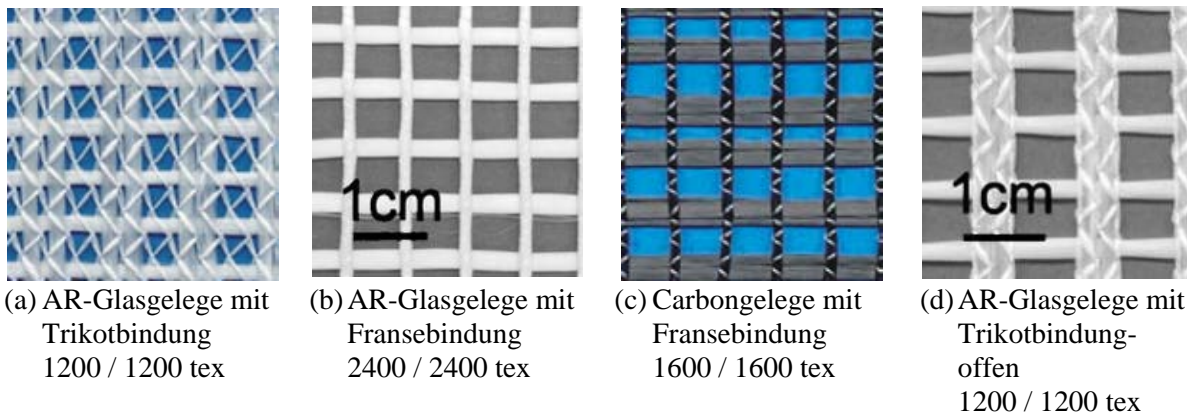 1cm
1cm
(a) AR-Glasgelege mit
Trikotbindung
1200 / 1200 tex
(b) AR-Glasgelege mit
Fransebindung
2400 / 2400 tex
(c) Carbongelege mit
Fransebindung
1600 / 1600 tex
(d) AR-Glasgelege mit
Trikotbindung-
offen
1200 / 1200 tex